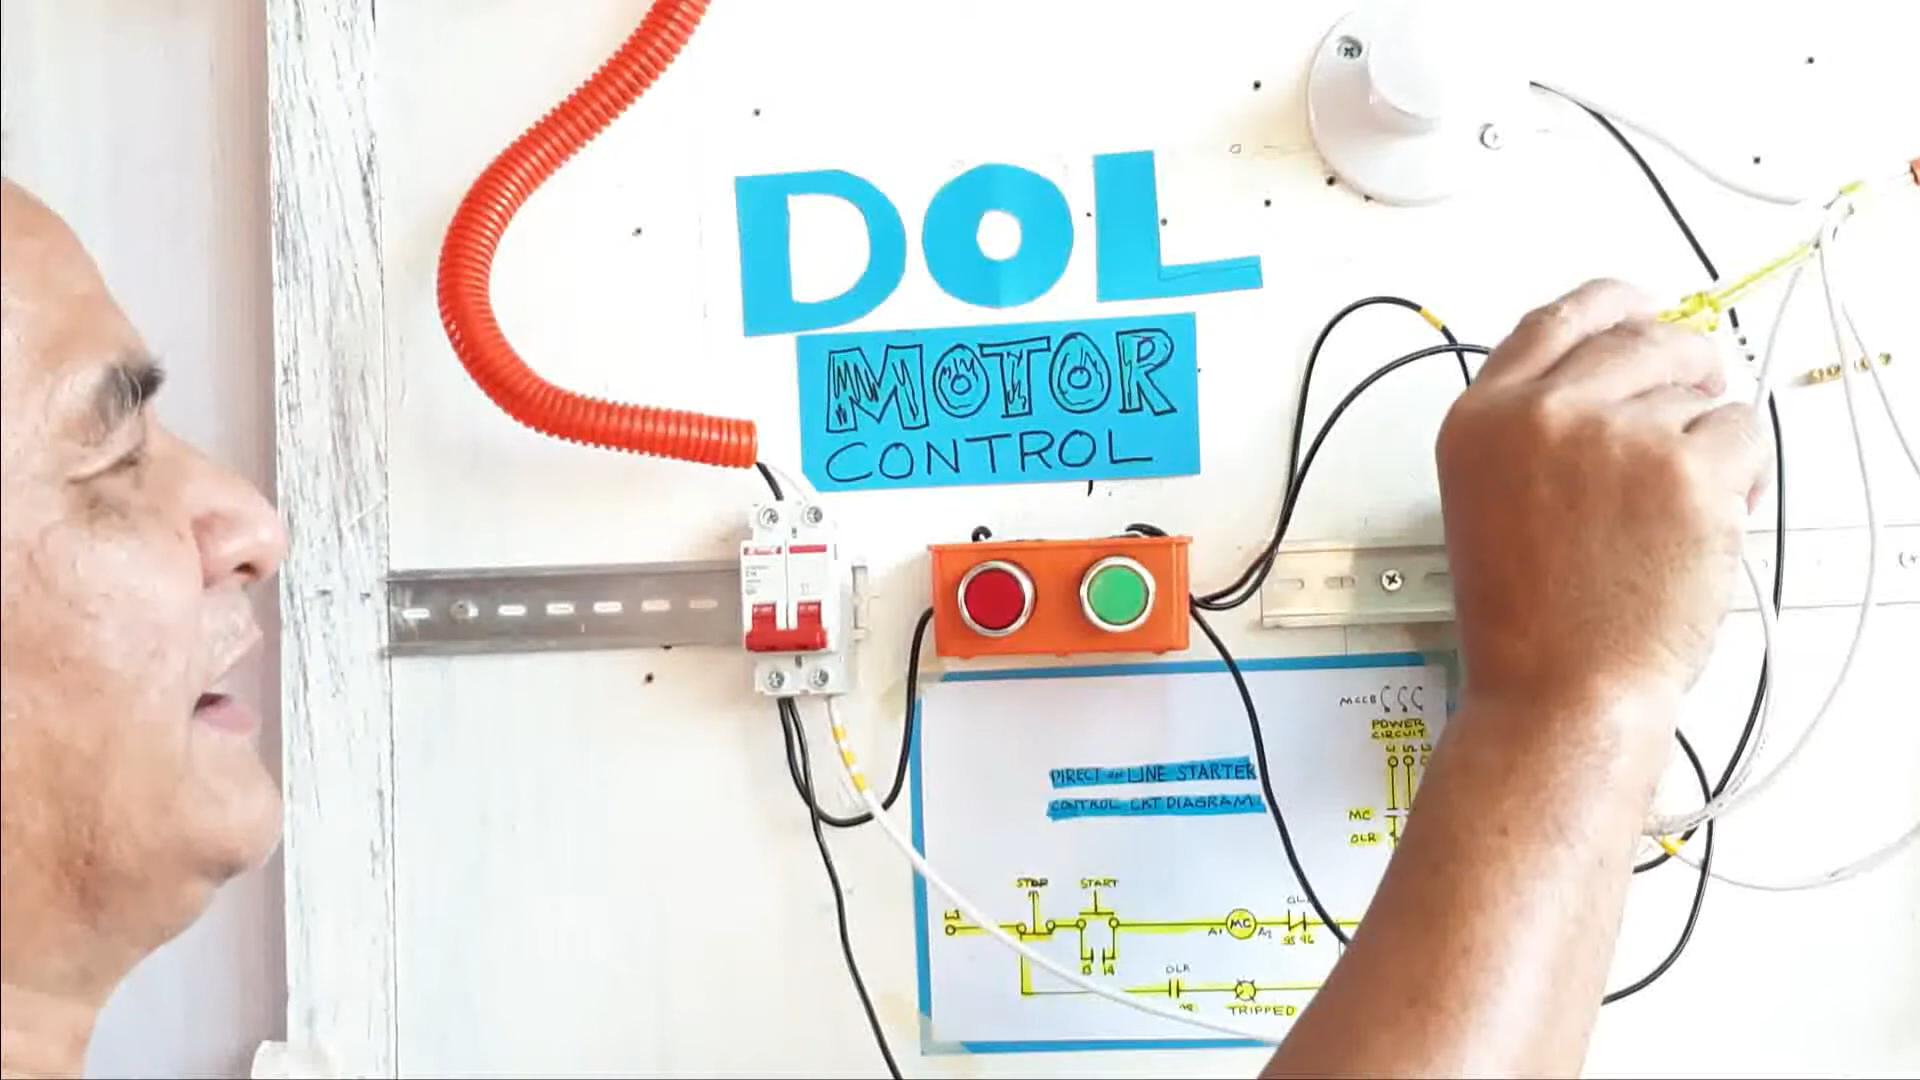 DOL
MOTOR
CONTROL
MCCB
POWER
CIRCUIT
DIRECT on LINE STARTER
CONTROL CKT DIAGRAM
MC
OLR
STOP START
A1 MC A2
95 96
13 14
OLR
TRIPPED